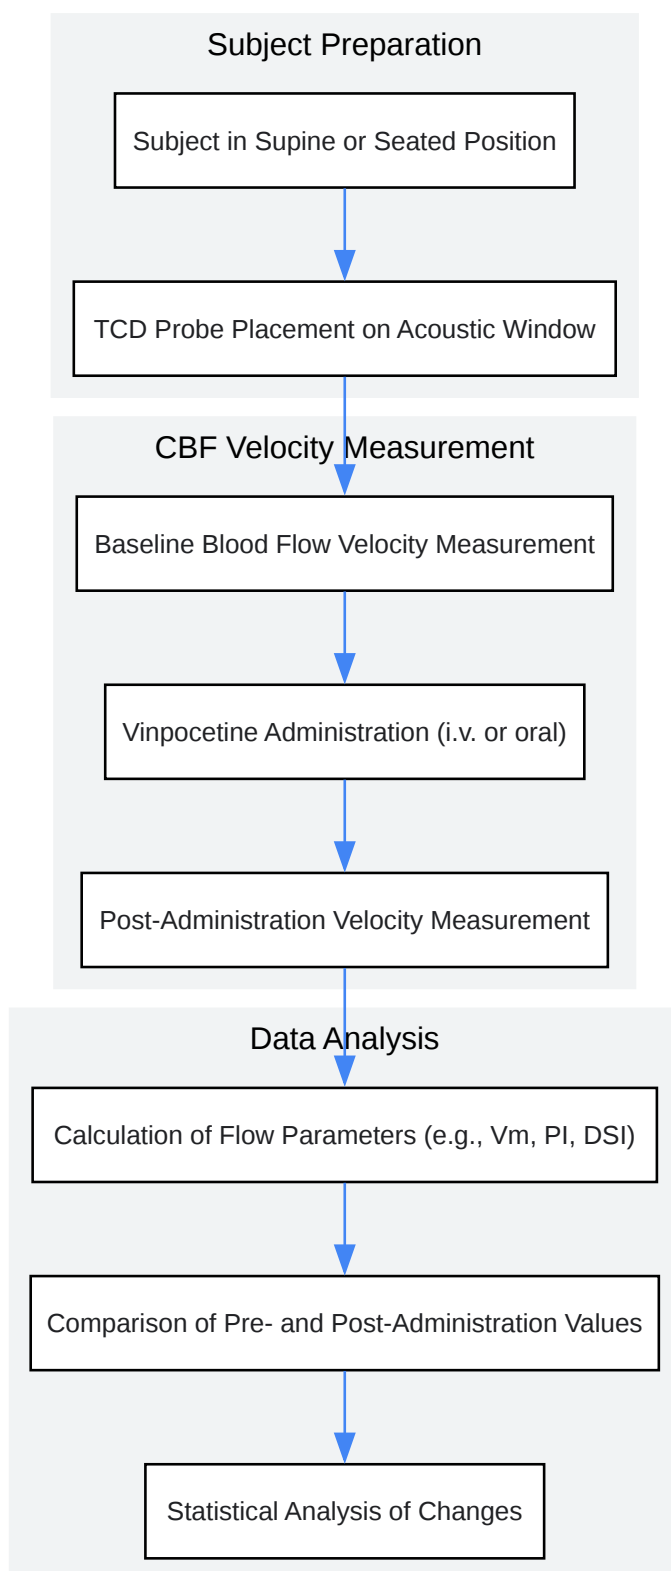 Subject Preparation
Subject in Supine or Seated Position
TCD Probe Placement on Acoustic Window
CBF Velocity Measurement
Baseline Blood Flow Velocity Measurement
Vinpocetine Administration (i.v. or oral)
Post-Administration Velocity Measurement
Data Analysis
Calculation of Flow Parameters (e.g., Vm, PI, DSI)
Comparison of Pre- and Post-Administration Values
Statistical Analysis of Changes